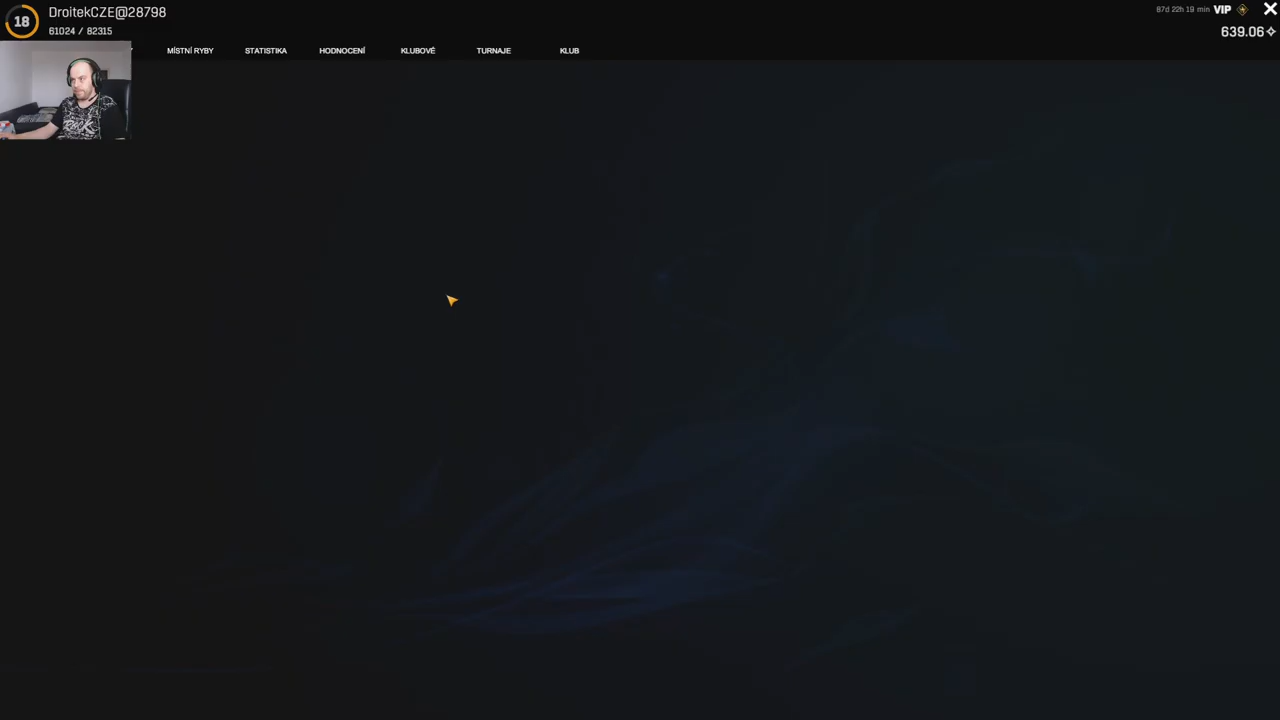 18
DroitekCZE@28798
61024 / 82315
87d 22h 19 min VIP
639.06
MÍSTNÍ RYBY STATISTIKA HODNOCENÍ KLUBOVÉ TURNAJE KLUB